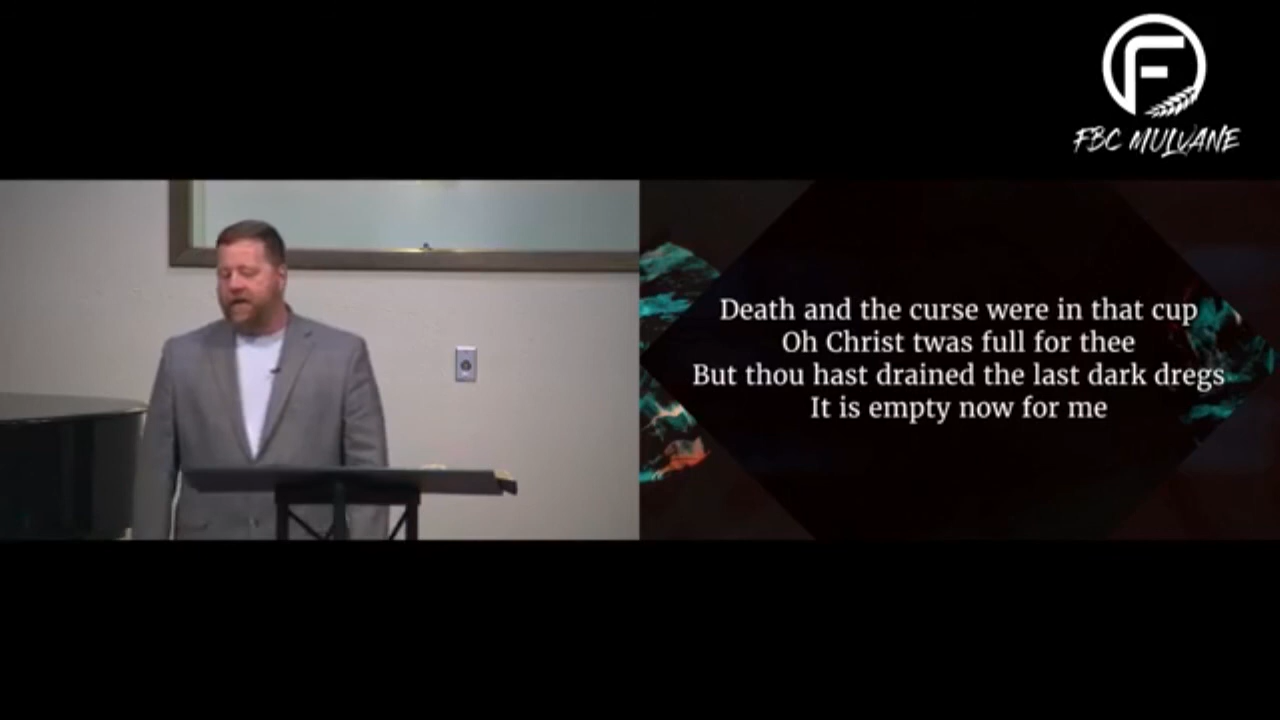 F
FBC MULVANE
Death and the curse were in that cup
Oh Christ twas full for thee
But thou hast drained the last dark dregs
It is empty now for me